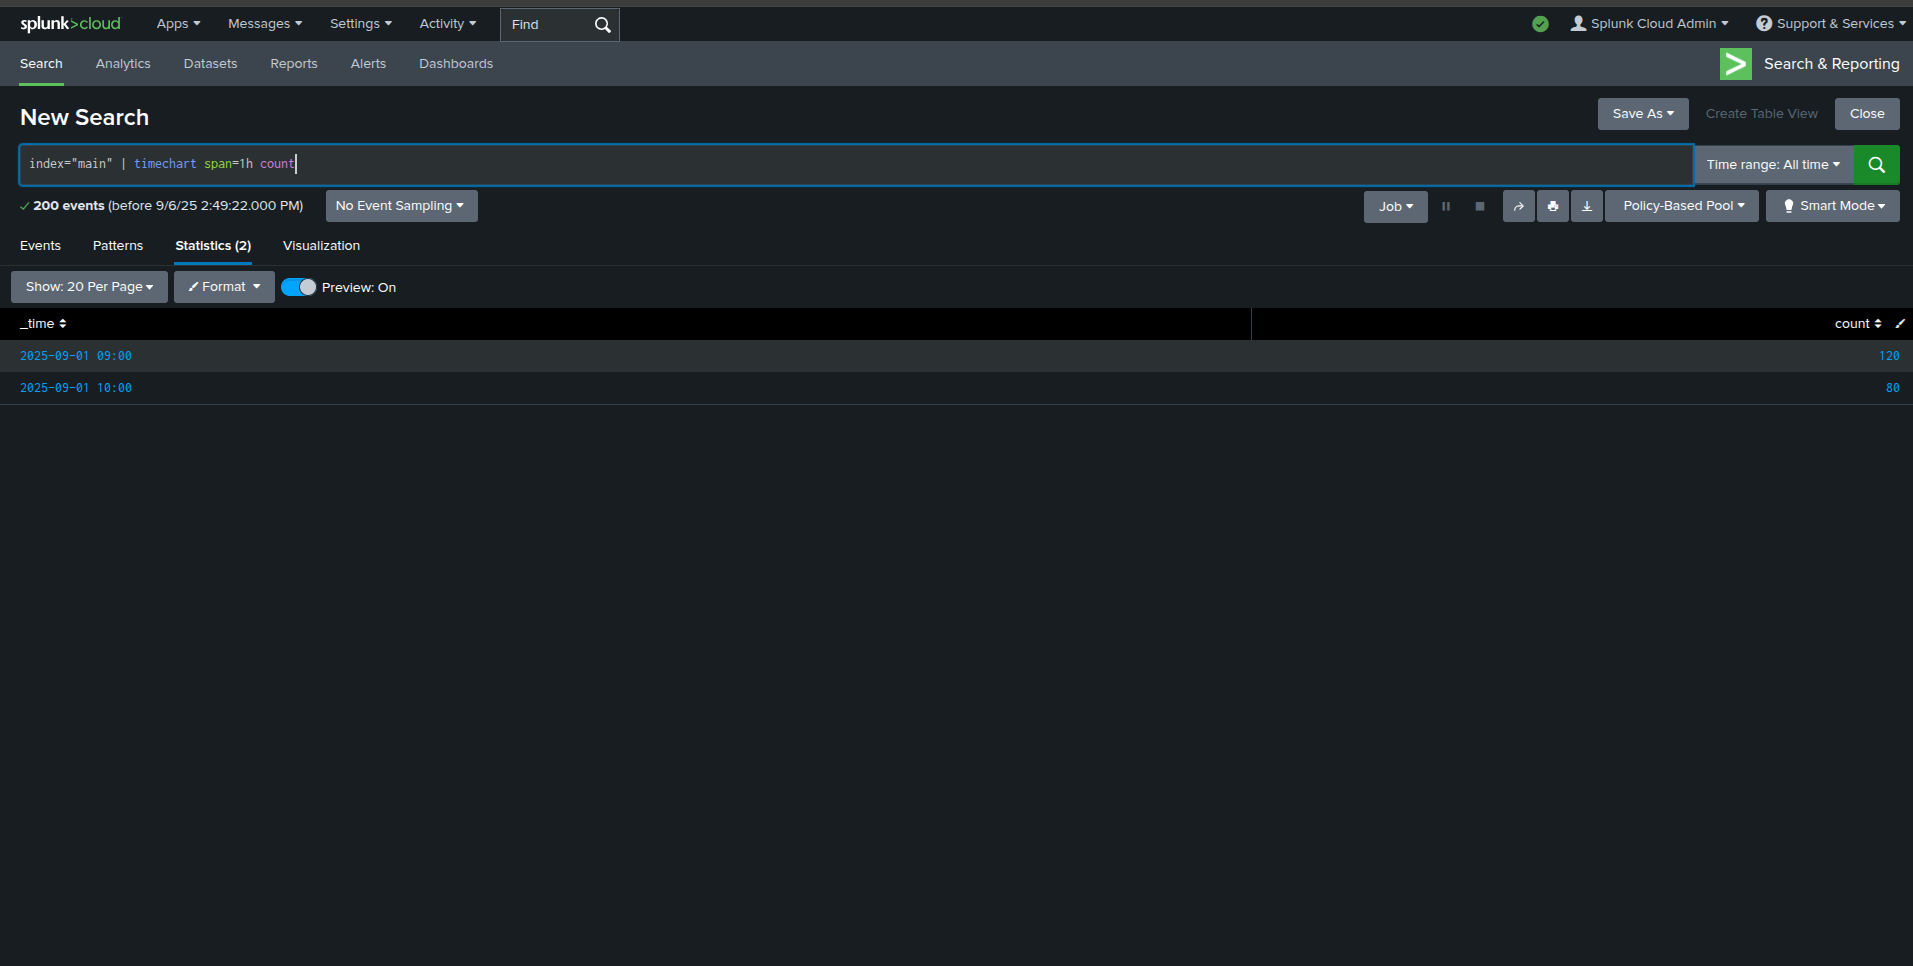 splunk>cloud Apps Messages Settings Activity Find Splunk Cloud Admin Support & Services
Search Analytics Datasets Reports Alerts Dashboards Search & Reporting
New Search Save As Create Table View Close
index="main" | timechart span=1h count Time range: All time
200 events (before 9/6/25 2:49:22.000 PM) No Event Sampling Job Policy-Based Pool Smart Mode
Events Patterns Statistics (2) Visualization
Show: 20 Per Page Format Preview: On
_time count
2025-09-01 09:00 120
2025-09-01 10:00 80